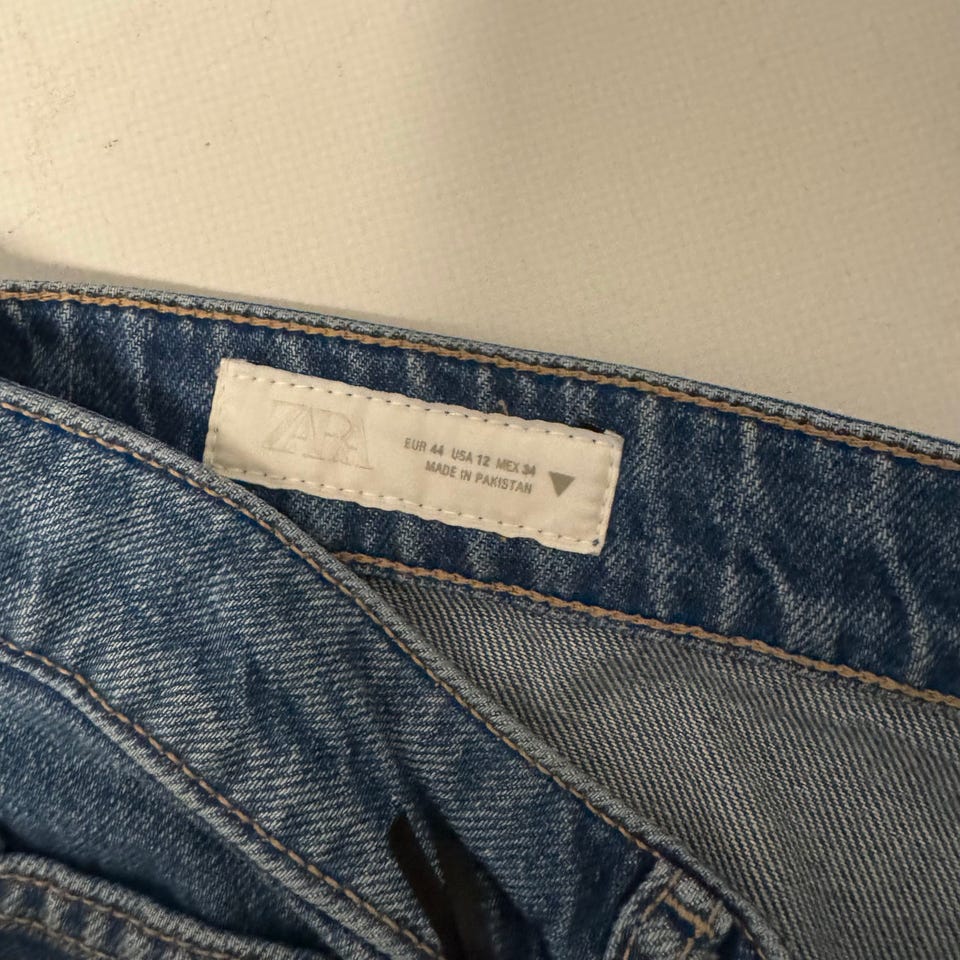 ZARA
EUR 44 USA 12 MEX 34
MADE IN PAKISTAN